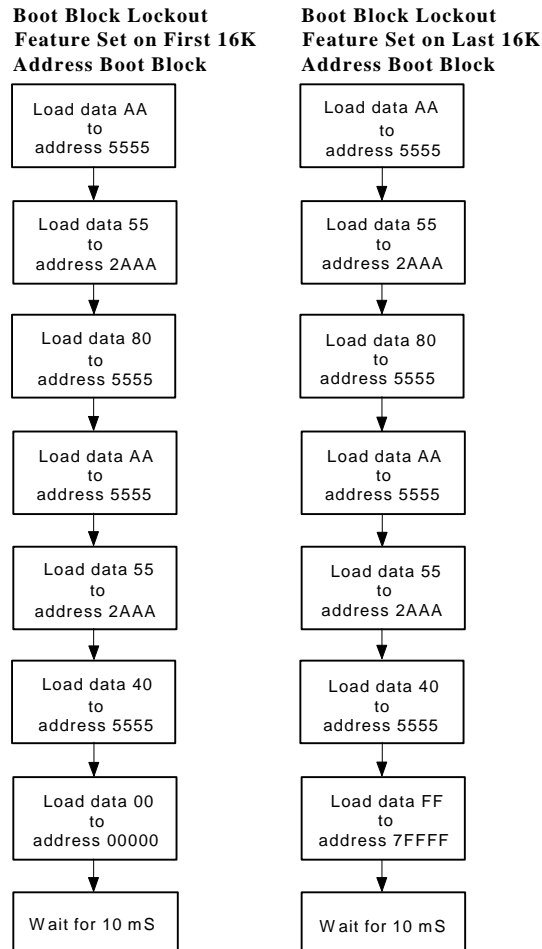 Boot Block Lockout
Feature Set on First 16K
Address Boot Block
Load data AA
to
address 5555
Load data 55
to
address 2AAA
Load data 80
to
address 5555
Load data AA
to
address 5555
Load data 55
to
address 2AAA
Load data 40
to
address 5555
Load data 00
to
address 00000
Wait for 10 mS
Boot Block Lockout
Feature Set on Last 16K
Address Boot Block
Load data AA
to
address 5555
Load data 55
to
address 2AAA
Load data 80
to
address 5555
Load data AA
to
address 5555
Load data 55
to
address 2AAA
Load data 40
to
address 5555
Load data FF
to
address 7FFFF
Wait for 10 mS